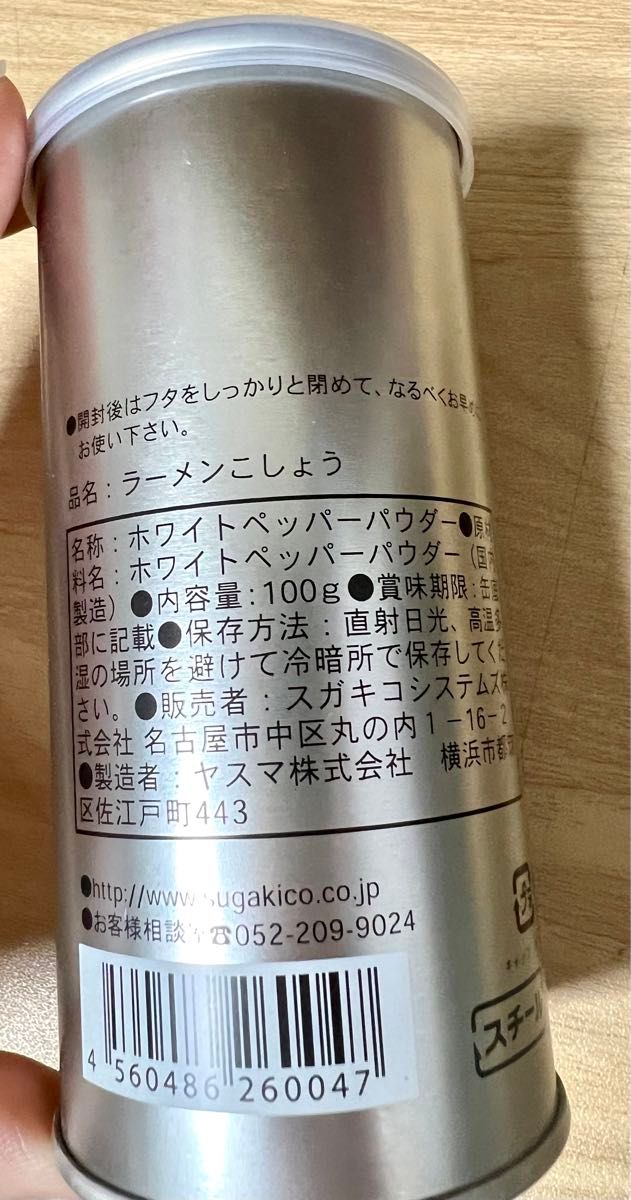 ●開封後はフタをしっかりと閉めて、なるべくお早め
お使い下さい。
品名：ラーメンこしょう
名称：ホワイトペッパーパウダー●原材
料名：ホワイトペッパーパウダー（国内
製造）●内容量：100g●賞味期限：缶底
部に記載●保存方法：直射日光、高温多
湿の場所を避けて冷暗所で保存してくだ
さい。●販売者：スガキコシステムズ株
式会社 名古屋市中区丸の内1-16-2
●製造者：ヤスマ株式会社 横浜市都筑
区佐江戸町443
●http://www.sugakico.co.jp
●お客様相談 ☎052-209-9024
4 560486 260047
スチール